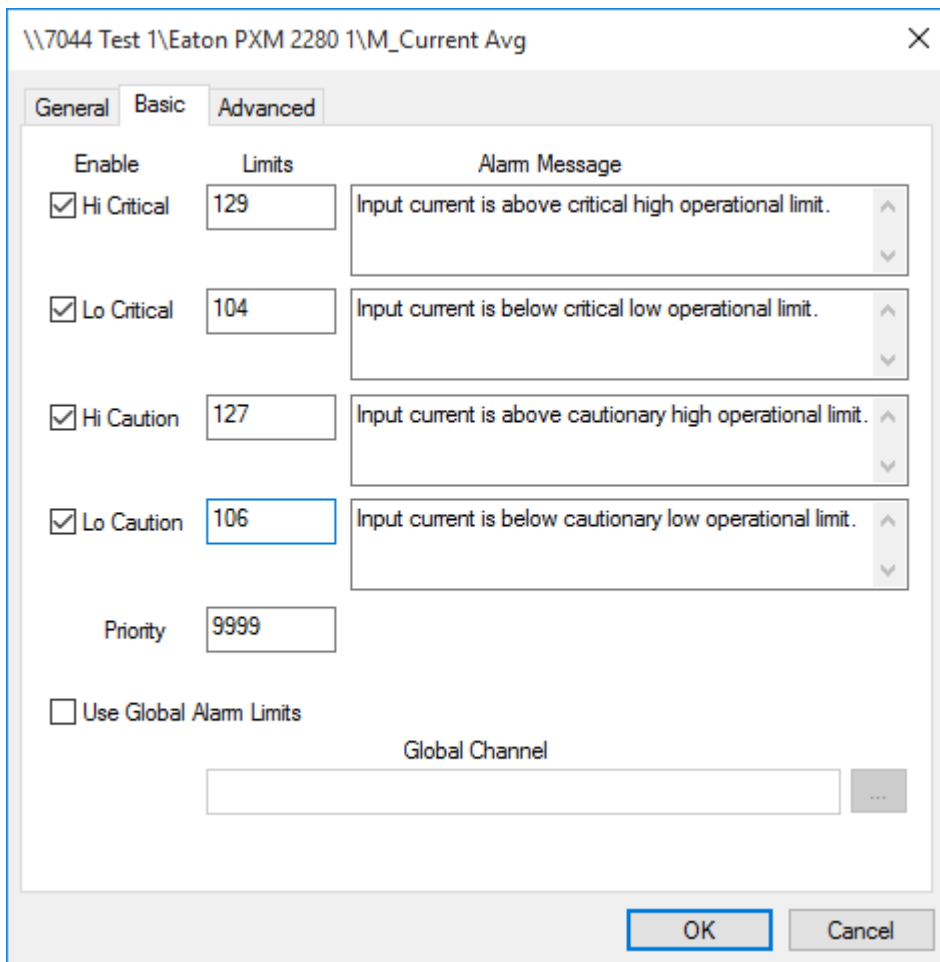 \\7044 Test 1\Eaton PXM 2280 1\M_Current Avg
General Basic Advanced
Enable Limits Alarm Message
Hi Critical 129 Input current is above critical high operational limit.
Lo Critical 104 Input current is below critical low operational limit.
Hi Caution 127 Input current is above cautionary high operational limit.
Lo Caution 106 Input current is below cautionary low operational limit.
Priority 9999
Use Global Alarm Limits
Global Channel
...
OK Cancel